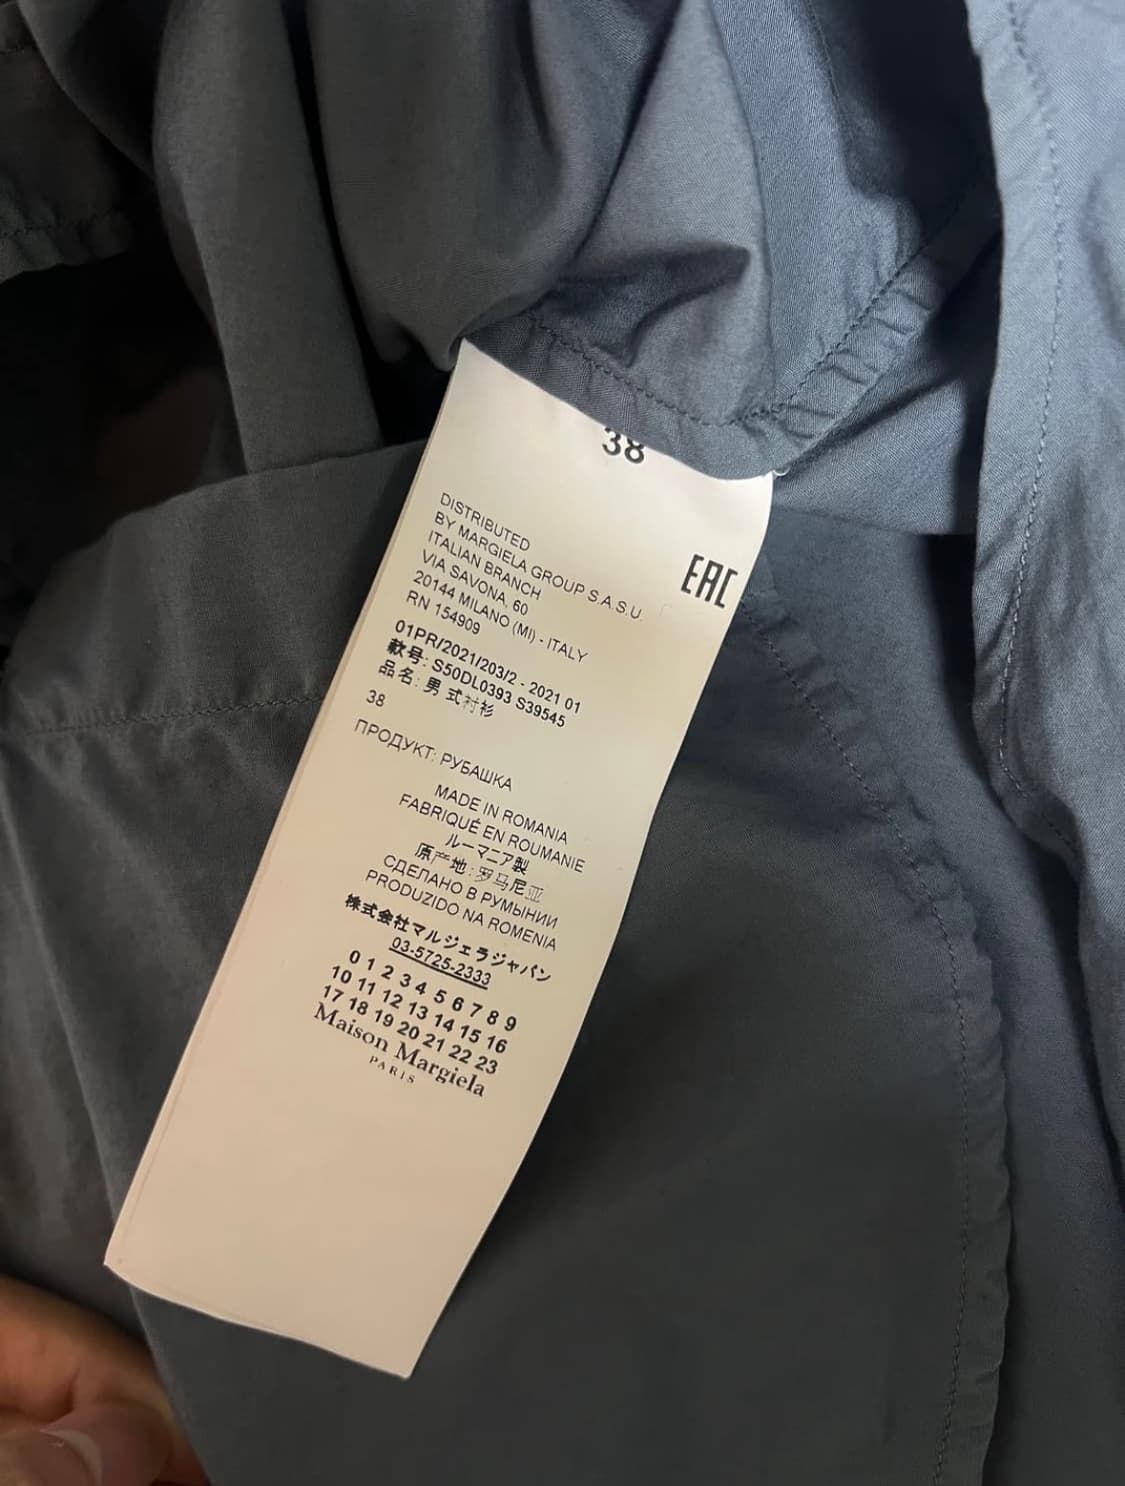 38
EAC
DISTRIBUTED
BY MARGIELA GROUP S.A.S.U.
ITALIAN BRANCH
VIA SAVONA, 60
20144 MILANO (MI) - ITALY
RN 154909
01PR/2021/203/2 - 2021 01
款号: S50DL0393 S39545
品名: 男式衬衫
38
ПРОДУКТ: РУБАШКА
MADE IN ROMANIA
FABRIQUÉ EN ROUMANIE
ルーマニア製
原产地: 罗马尼亚
СДЕЛАНО В РУМЫНИИ
PRODUZIDO NA ROMENIA
株式会社マルジェラジャパン
03-5725-2333
0 1 2 3 4 5 6 7 8 9
10 11 12 13 14 15 16
17 18 19 20 21 22 23
Maison Margiela
PARIS